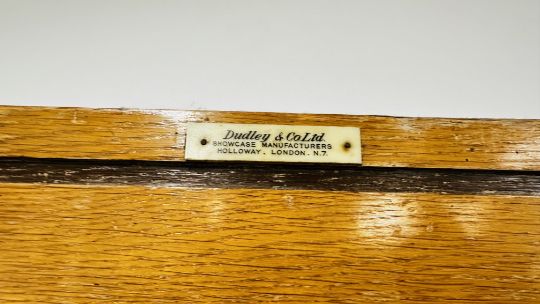 Dudley & Co Ltd.
SHOWCASE MANUFACTURERS
HOLLOWAY. LONDON. N.7.